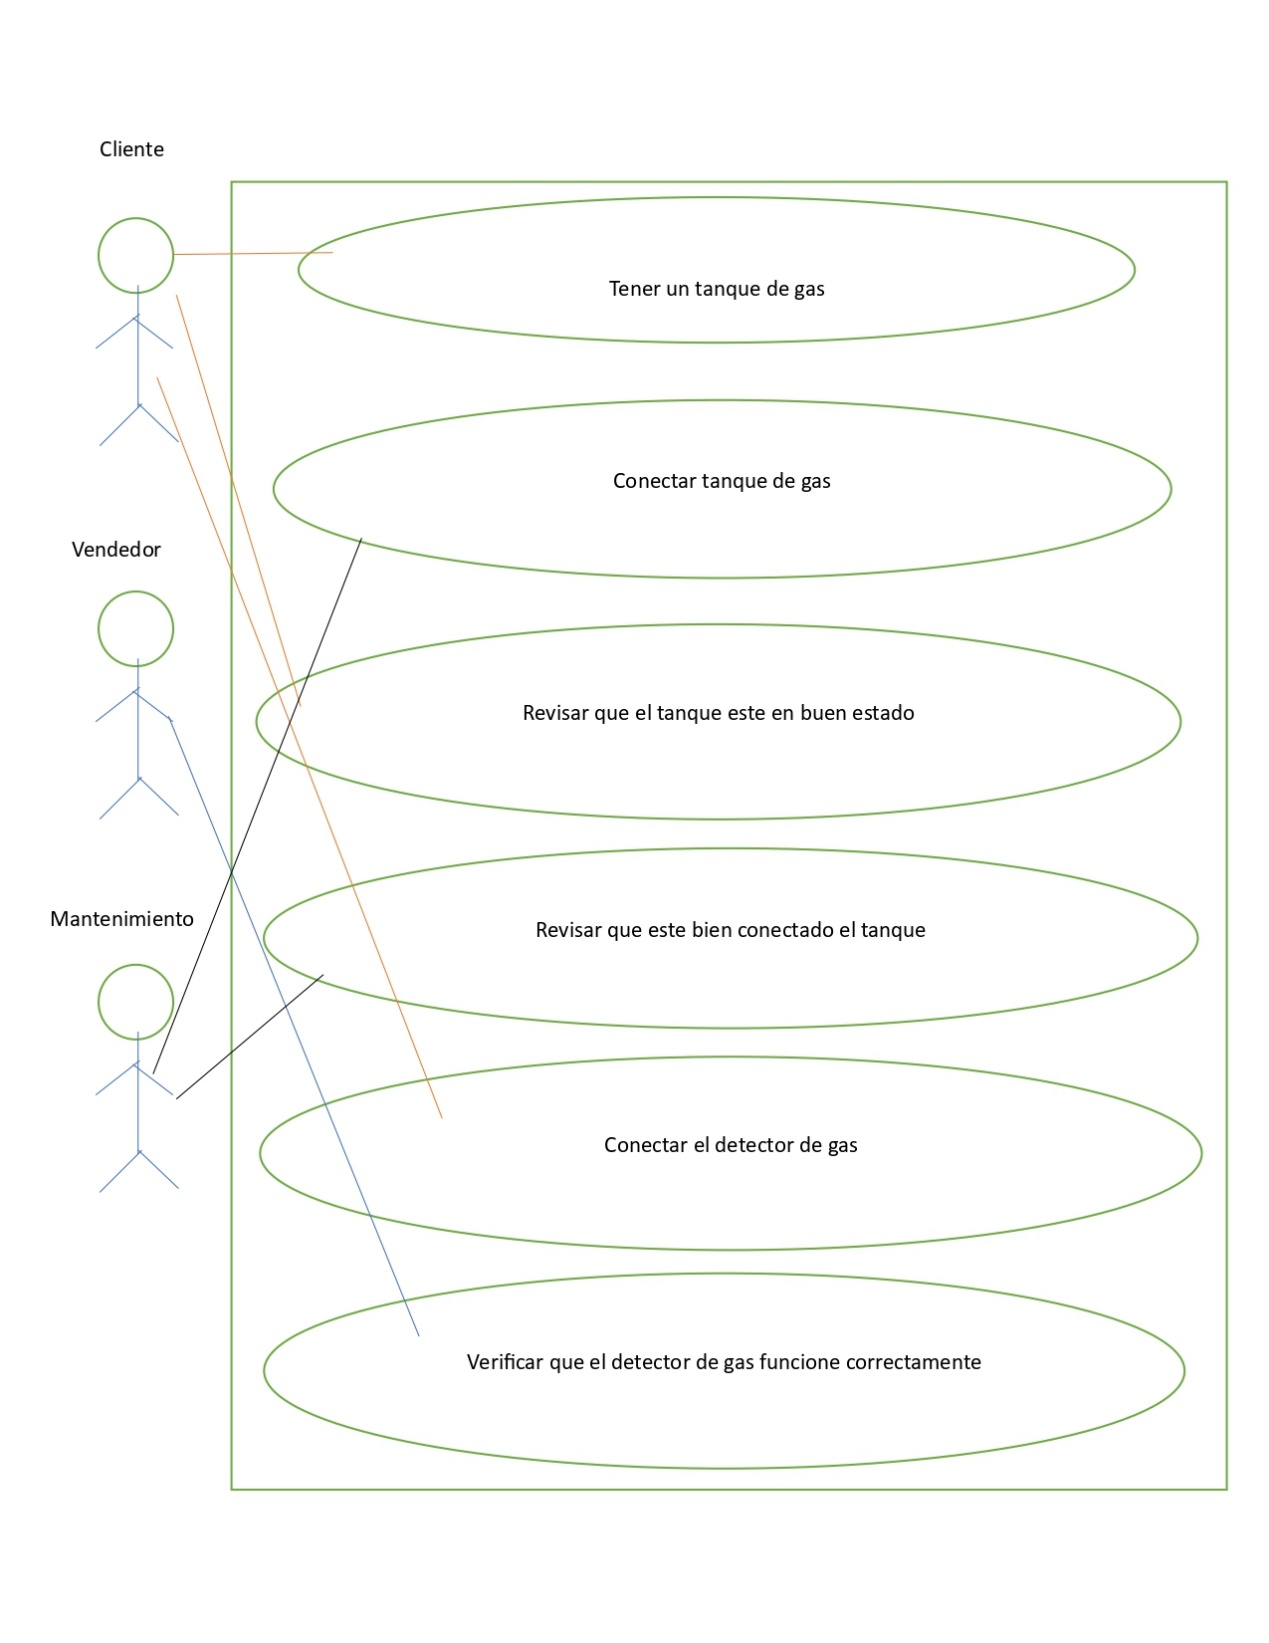 Cliente
Tener un tanque de gas
Conectar tanque de gas
Vendedor
Revisar que el tanque este en buen estado
Mantenimiento
Revisar que este bien conectado el tanque
Conectar el detector de gas
Verificar que el detector de gas funcione correctamente